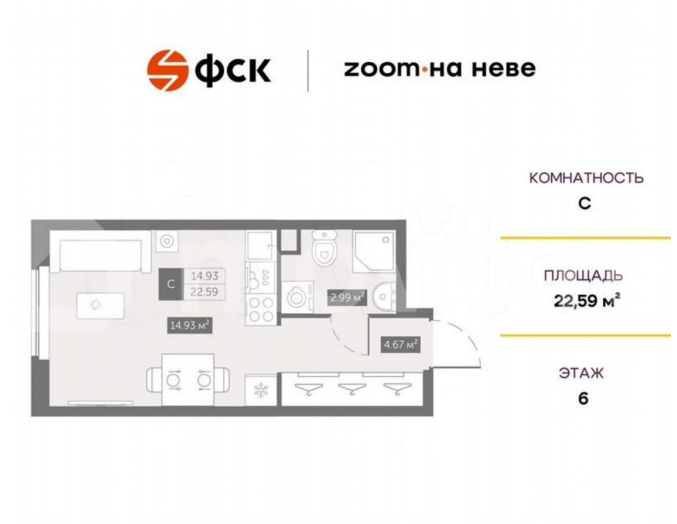 ФСК
zoom•на неве
КОМНАТНОСТЬ
С
ПЛОЩАДЬ
22,59 м²
ЭТАЖ
6
С
14.93
22.59
14.93 м²
2.99 м²
4.67 м²